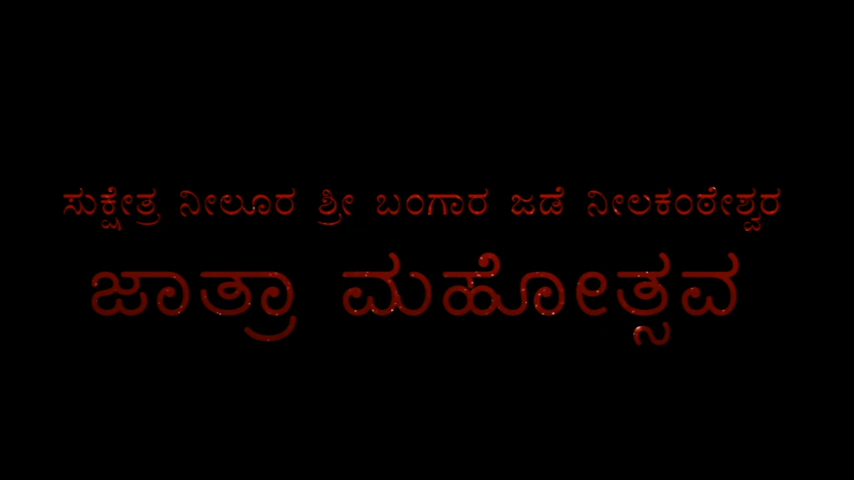 ಸುಕ್ಷೇತ್ರ ನೀಲೂರ ಶ್ರೀ ಬಂಗಾರ ಜಡೆ ನೀಲಕಂಠೇಶ್ವರ
ಜಾತ್ರಾ ಮಹೋತ್ಸವ